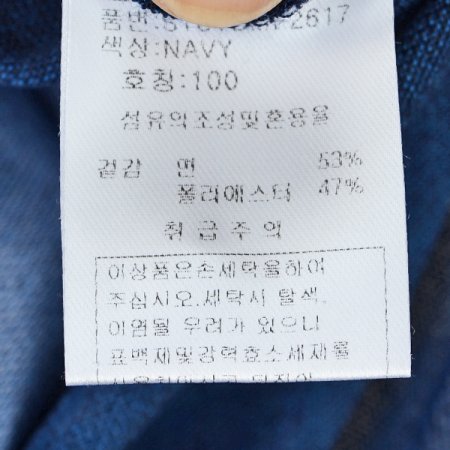 색상:NAVY
호칭:100
섬유의조성및혼용율
겉감 면 53%
폴리에스터 47%
취급주의
이상품은손세탁을하여
주십시오.세탁시 탈색.
이염될 우려가 있으니
표백제및강력효소세제를